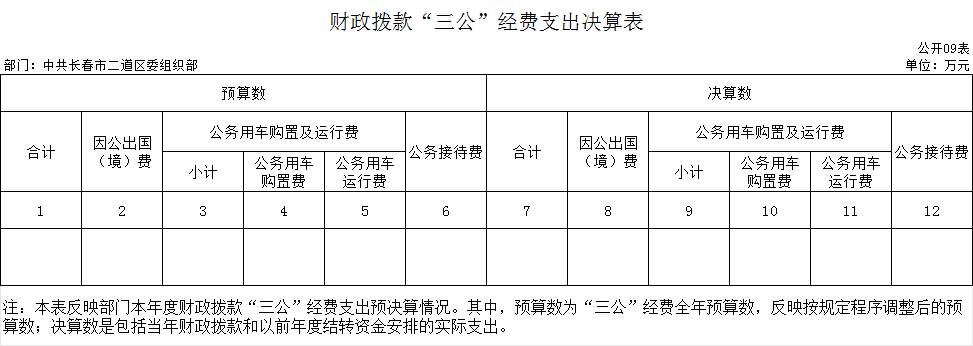 财政拨款“三公”经费支出决算表
公开09表
部门：中共长春市二道区委组织部 单位：万元
预算数 决算数
合计 因公出国（境）费 公务用车购置及运行费 公务接待费 合计 因公出国（境）费 公务用车购置及运行费 公务接待费
小计 公务用车购置费 公务用车运行费 小计 公务用车购置费 公务用车运行费
1 2 3 4 5 6 7 8 9 10 11 12
注：本表反映部门本年度财政拨款“三公”经费支出预决算情况。其中，预算数为“三公”经费全年预算数，反映按规定程序调整后的预
算数；决算数是包括当年财政拨款和以前年度结转资金安排的实际支出。